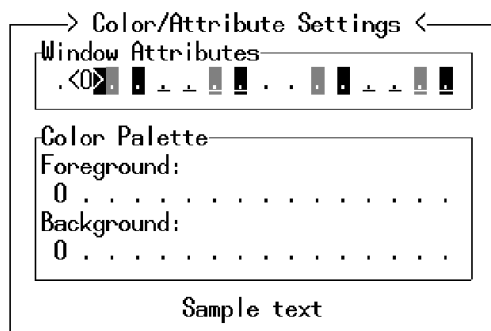 > Color/Attribute Settings <
Window Attributes
.<0>. . . . . . . . . . . . . .
Color Palette
Foreground:
0 . . . . . . . . . . . . . . .
Background:
0 . . . . . . . . . . . . . . .
Sample text